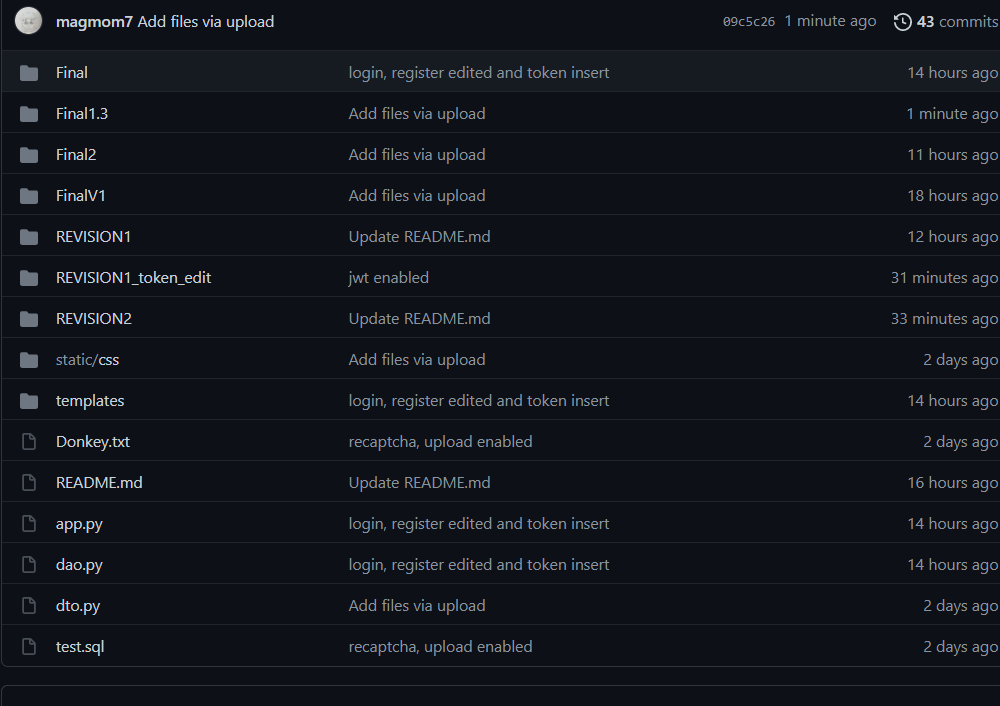 magmom7 Add files via upload 09c5c26 1 minute ago 43 commits
Final login, register edited and token insert 14 hours ago
Final1.3 Add files via upload 1 minute ago
Final2 Add files via upload 11 hours ago
FinalV1 Add files via upload 18 hours ago
REVISION1 Update README.md 12 hours ago
REVISION1_token_edit jwt enabled 31 minutes ago
REVISION2 Update README.md 33 minutes ago
static/css Add files via upload 2 days ago
templates login, register edited and token insert 14 hours ago
Donkey.txt recaptcha, upload enabled 2 days ago
README.md Update README.md 16 hours ago
app.py login, register edited and token insert 14 hours ago
dao.py login, register edited and token insert 14 hours ago
dto.py Add files via upload 2 days ago
test.sql recaptcha, upload enabled 2 days ago